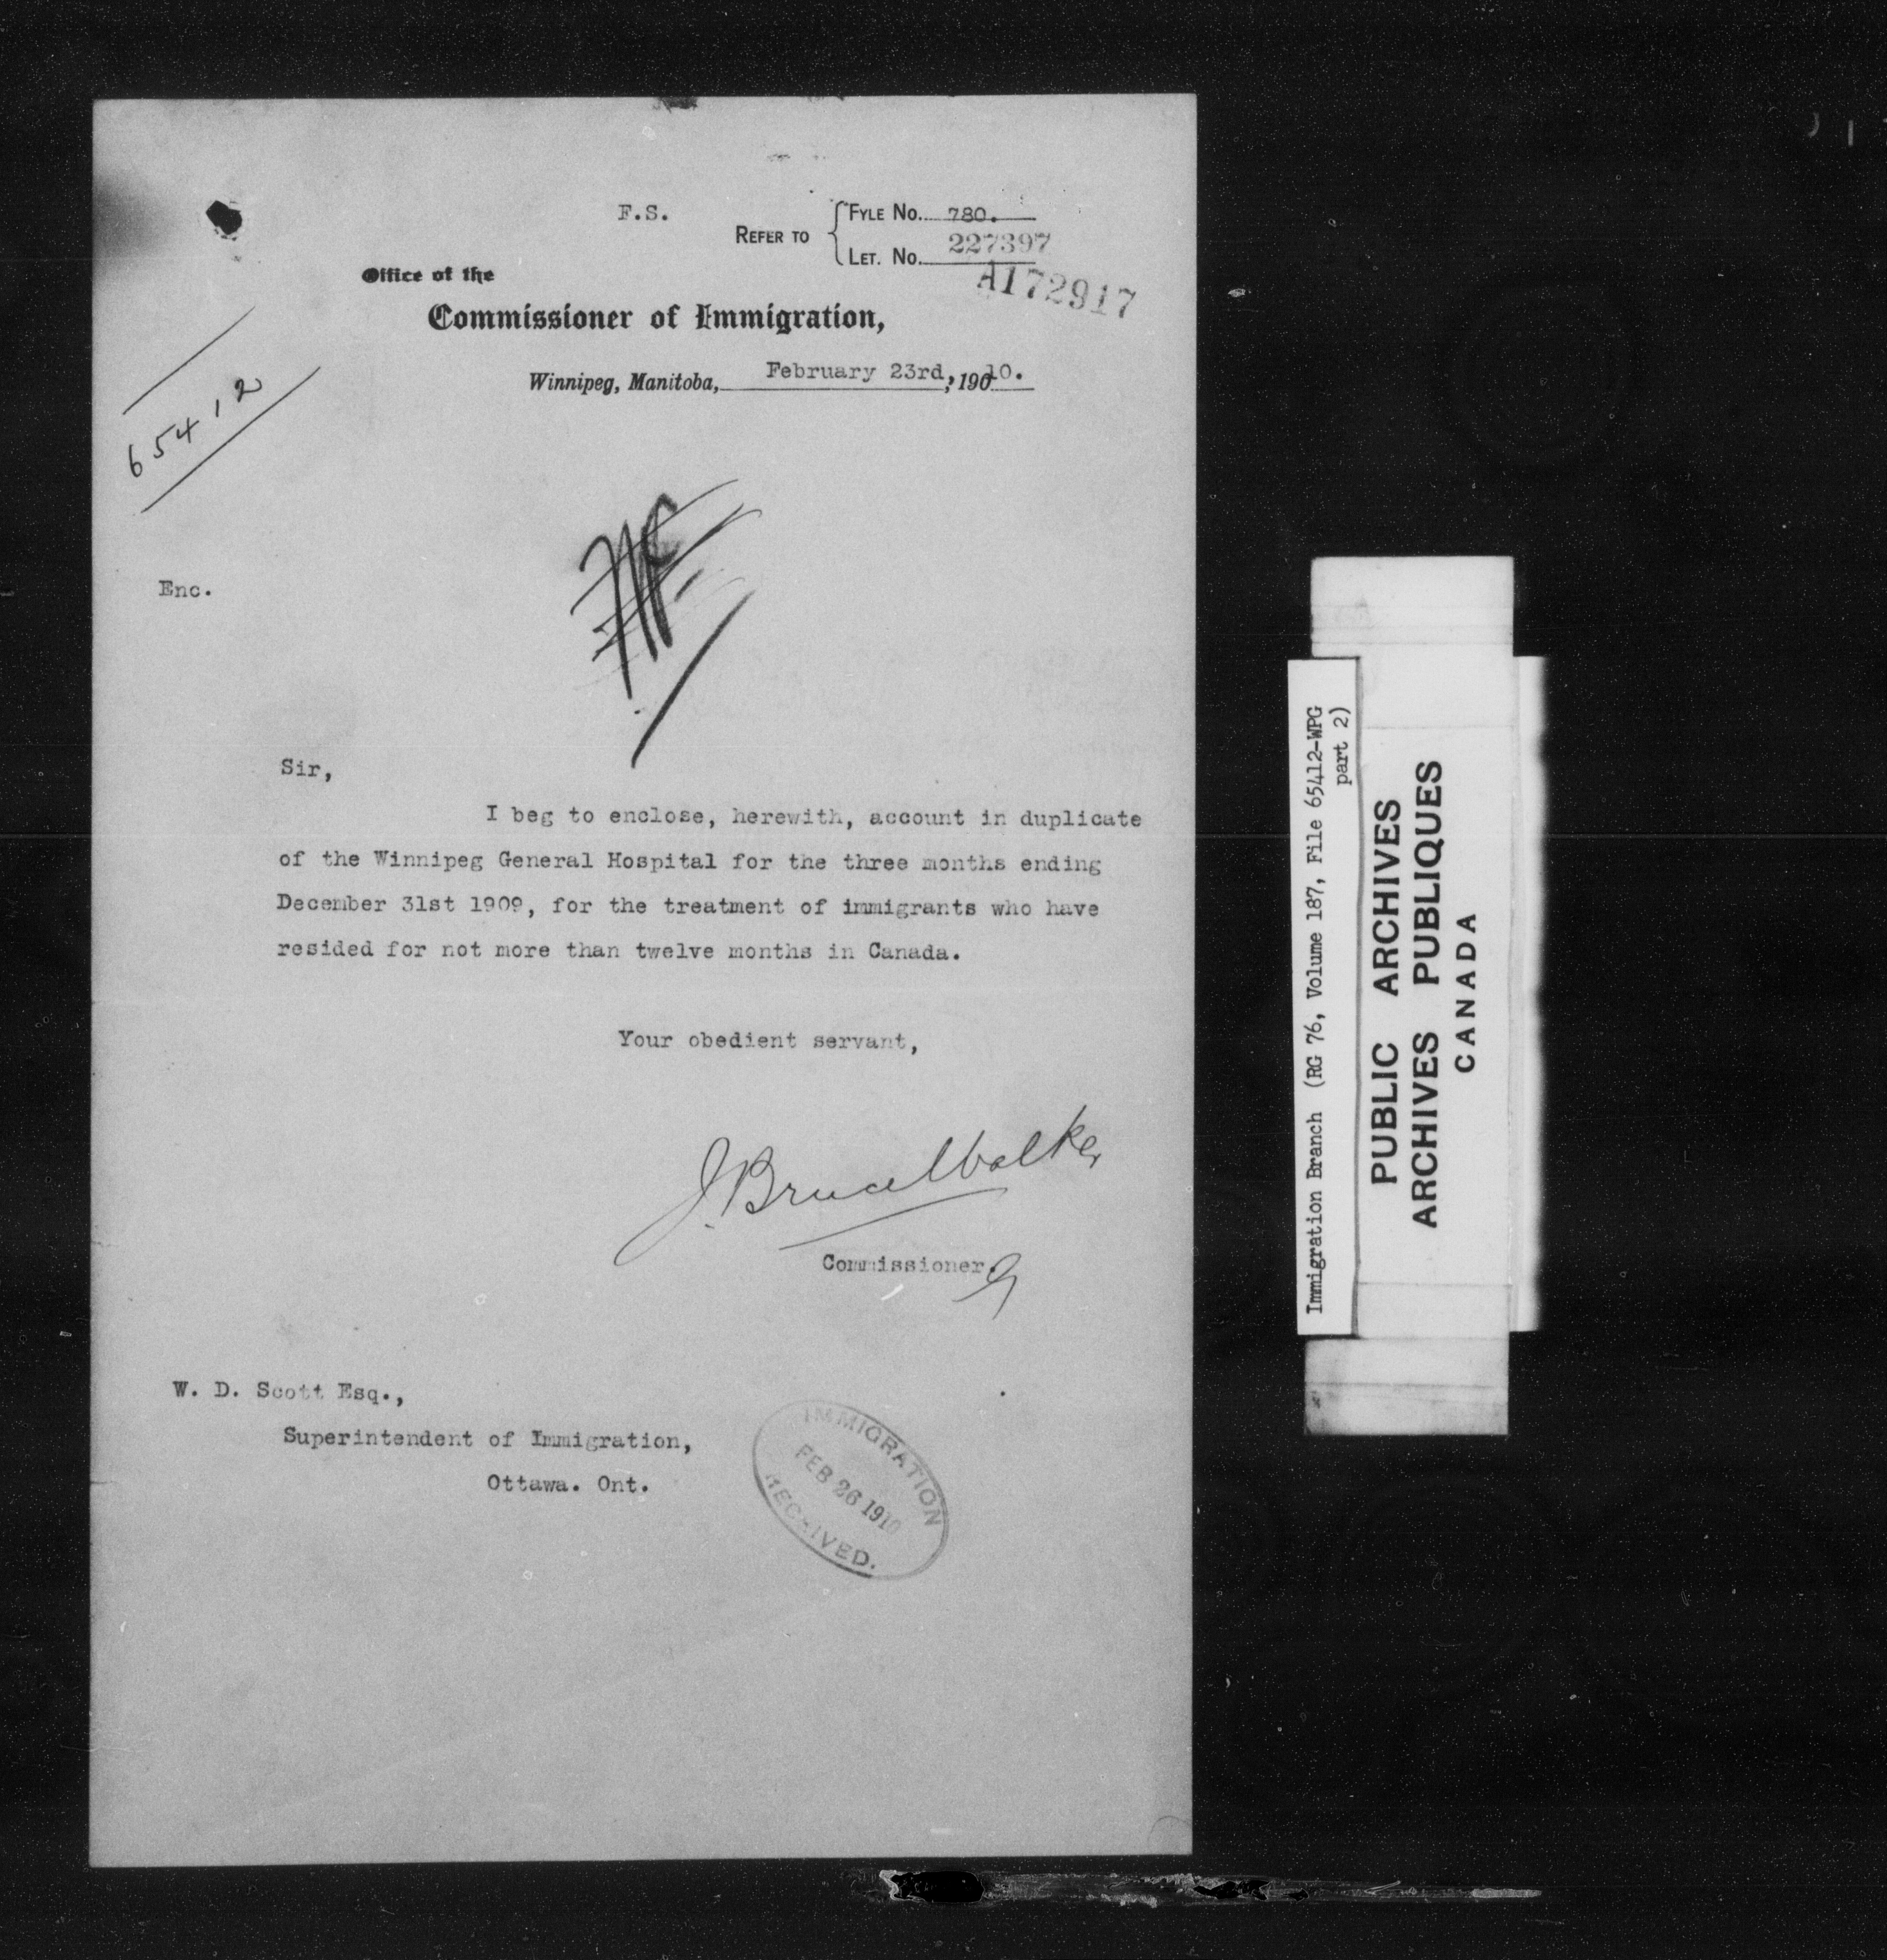 F.S.
REFER TO
FYLE No. 780.
LET. No. 227397
A172917
Office of the
Commissioner of Immigration,
Winnipeg, Manitoba, February 23rd, 19010.
65412
Enc.
Sir,
I beg to enclose, herewith, account in duplicate
of the Winnipeg General Hospital for the three months ending
December 31st 1909, for the treatment of immigrants who have
resided for not more than twelve months in Canada.
Your obedient servant,
J. Bruce Walker
Commissioner.
W. D. Scott Esq.,
Superintendent of Immigration,
Ottawa. Ont.
IMMIGRATION
FEB 26 1910
RECEIVED.
Immigration Branch (RG 76, Volume 187, File 65412-WPG
part 2)
PUBLIC ARCHIVES
ARCHIVES PUBLIQUES
CANADA